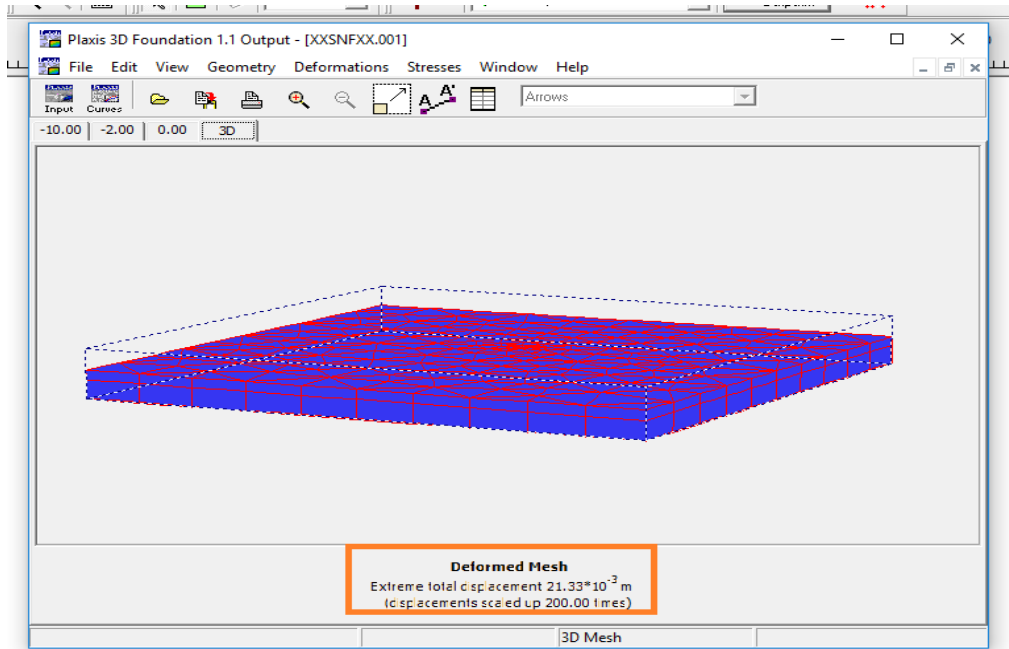 Plaxis 3D Foundation 1.1 Output - [XXSNFXX.001]
File Edit View Geometry Deformations Stresses Window Help
Input Curves A A' Arrows
-10.00 -2.00 0.00 3D
Deformed Mesh
Extreme total displacement 21.33*10⁻³ m
(displacements scaled up 200.00 times)
3D Mesh